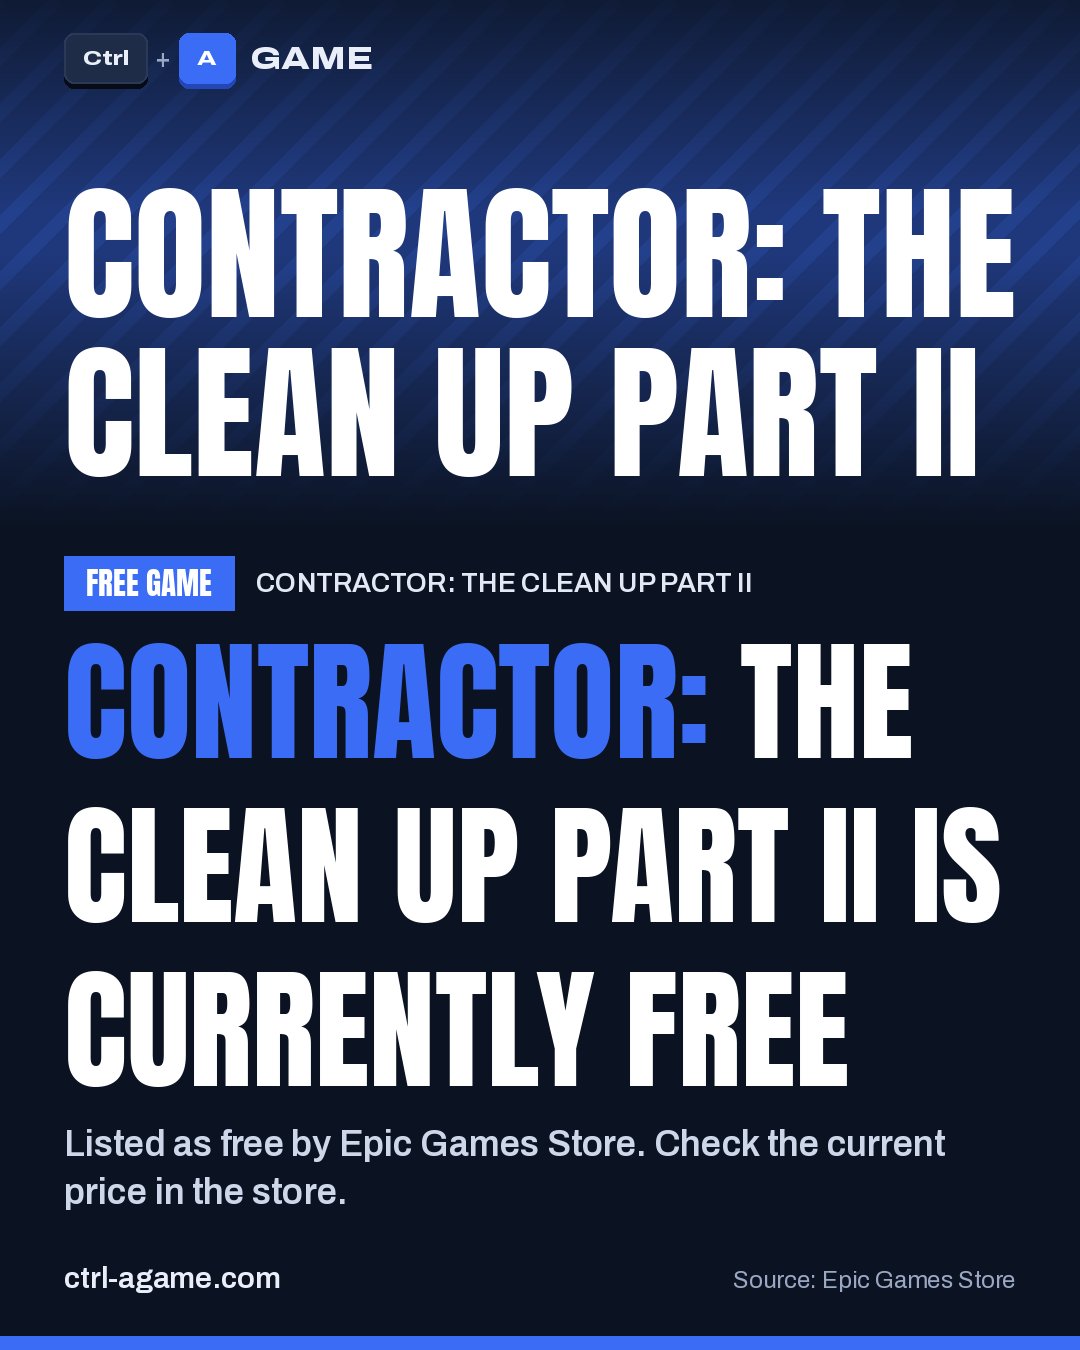 Ctrl + A GAME
CONTRACTOR: THE
CLEAN UP PART II
FREE GAME CONTRACTOR: THE CLEAN UP PART II
CONTRACTOR: THE
CLEAN UP PART II IS
CURRENTLY FREE
Listed as free by Epic Games Store. Check the current
price in the store.
ctrl-agame.com Source: Epic Games Store